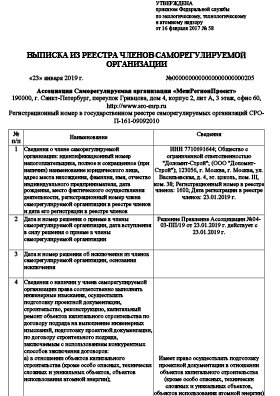 УТВЕРЖДЕНА
приказом Федеральной службы
по экологическому, технологическому
и атомному надзору
от 16 февраля 2017 № 58
ВЫПИСКА ИЗ РЕЕСТРА ЧЛЕНОВ САМОРЕГУЛИРУЕМОЙ
ОРГАНИЗАЦИИ
«23» января 2019 г.
№0000000000000000000000205
Ассоциация Саморегулируемая организация «МежРегионПроект»
190000, г. Санкт-Петербург, переулок Гривцова, дом 4, корпус 2, лит А, 3 этаж, офис 60,
http://www.sro-mrp.ru
Регистрационный номер в государственном реестре саморегулируемых организаций СРО-
П-161-09092010
№
п/п
Наименование
Сведения
1
Сведения о члене саморегулируемой
организации: идентификационный номер
налогоплательщика, полное и сокращенное (при
наличии) наименование юридического лица,
адрес места нахождения, фамилия, имя, отчество
индивидуального предпринимателя, дата
рождения, место фактического осуществления
деятельности, регистрационный номер члена
саморегулируемой организации в реестре членов
и дата его регистрации в реестре членов
ИНН 7710691644; Общество с
ограниченной ответственностью
"Доломит-Строй"; (ООО "Доломит-
Строй"); 123056, г. Москва, г. Москва, ул.
Васильевская, д. 4, эт. цоколь, пом. III,
ком. 38; Регистрационный номер в реестре
членов: 1602; Дата регистрации в реестре
членов: 23.01.2019 г.
2
Дата и номер решения о приеме в члены
саморегулируемой организации, дата вступления
в силу решения о приеме в члены
саморегулируемой организации
Решение Правления Ассоциации №04-
03-ПП/19 от 23.01.2019 г. действует с
23.01.2019 г.
3
Дата и номер решения об исключении из членов
саморегулируемой организации, основания
исключения
4
Сведения о наличии у члена саморегулируемой
организации права соответственно выполнять
инженерные изыскания, осуществлять
подготовку проектной документации,
строительство, реконструкцию, капитальный
ремонт объектов капитального строительства по
договору подряда на выполнение инженерных
изысканий, подготовку проектной документации,
по договору строительного подряда,
заключаемым с использованием конкурентных
способов заключения договоров:
а) в отношении объектов капитального
строительства (кроме особо опасных, технически
сложных и уникальных объектов, объектов
использования атомной энергии);
Имеет право осуществлять подготовку
проектной документации в отношении
объектов капитального строительства
(кроме особо опасных, технически
сложных и уникальных объектов,
объектов использования атомной энергии)